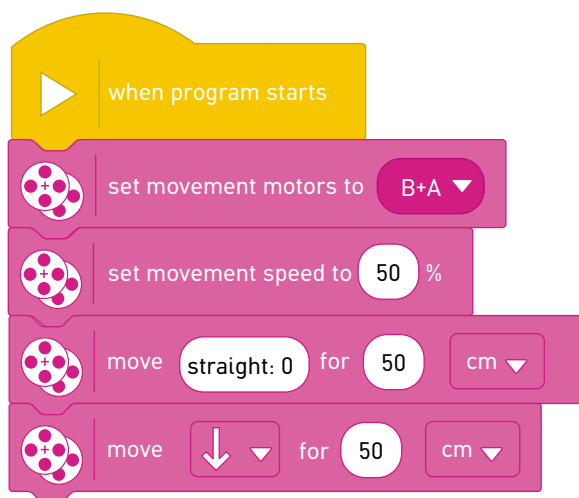 when program starts
set movement motors to B+A
set movement speed to 50 %
move straight: 0 for 50 cm
move for 50 cm